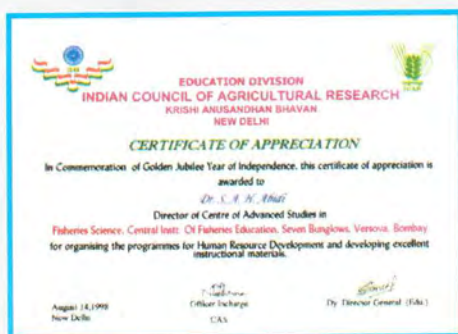 EDUCATION DIVISION
INDIAN COUNCIL OF AGRICULTURAL RESEARCH
KRISHI ANUSANDHAN BHAVAN
NEW DELHI
CERTIFICATE OF APPRECIATION
In Commemoration of Golden Jubilee Year of Independence, this certificate of appreciation is
awarded to
Dr. S. A. H. Abidi
Director of Centre of Advanced Studies in
Fisheries Science, Central Instt. Of Fisheries Education, Seven Bunglows, Versova, Bombay
for organising the programmes for Human Resource Development and developing excellent
instructional materials.
August 14, 1998
New Delhi
Officer Incharge
CAS
Dy. Director General (Edu.)